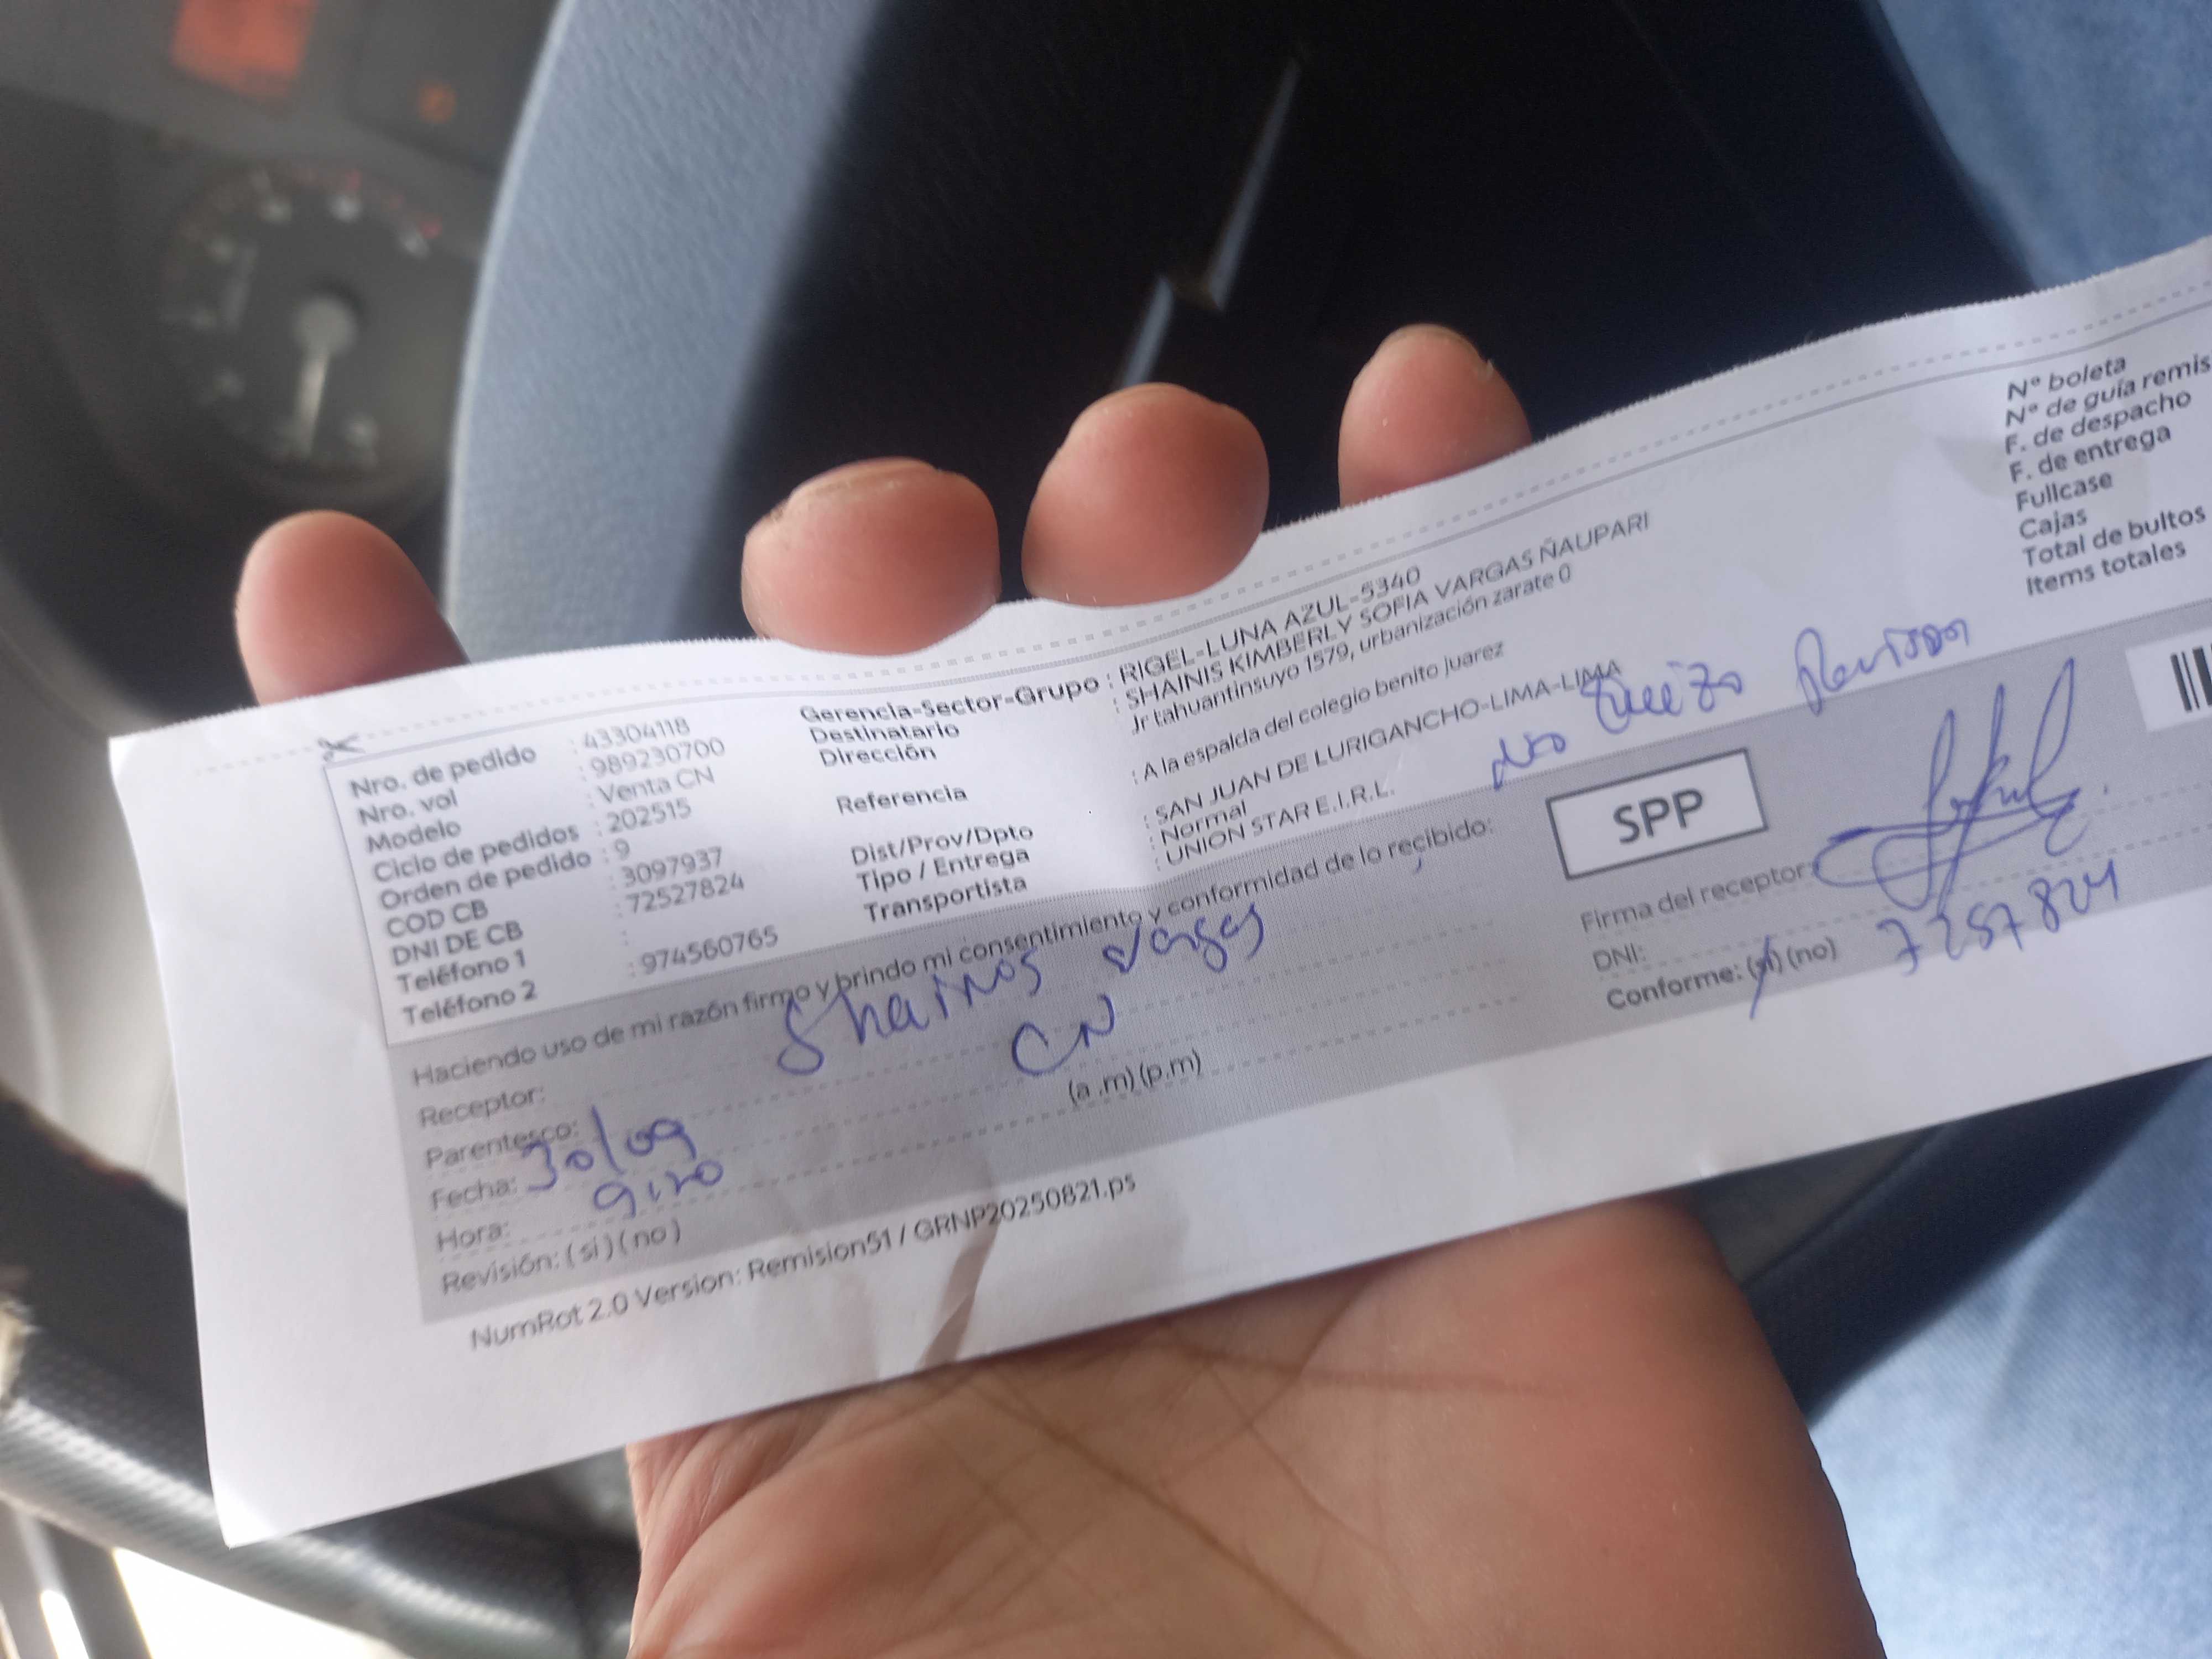 Nro. de pedido : 43304118
Nro. vol : 989230700
Modelo : Venta CN
Ciclo de pedidos : 202515
Orden de pedido : 9
COD CB : 3097937
DNI DE CB : 72527824
Teléfono 1 :
Teléfono 2 : 974560765
Gerencia-Sector-Grupo : RIGEL-LUNA AZUL-5340
Destinatario : SHAINIS KIMBERLY SOFIA VARGAS ÑAUPARI
Dirección Jr tahuantinsuyo 1579, urbanización zarate 0
Referencia : A la espalda del colegio benito juarez
Dist/Prov/Dpto : SAN JUAN DE LURIGANCHO-LIMA-LIMA
Tipo / Entrega : Normal
Transportista : UNION STAR E.I.R.L.
N° boleta
N° de guía remis
F. de despacho
F. de entrega
Fullcase
Cajas
Total de bultos
Items totales
No quizo Revision
Haciendo uso de mi razón firmo y brindo mi consentimiento y conformidad de lo recibido:
Receptor: Shainos Vargas
Parentesco: CN
Fecha: 30/09
Hora: (a .m) (p.m)
Revisión: ( si ) ( no )
SPP
Firma del receptor:
DNI: 7257824
Conforme: (si) (no)
NumRot 2.0 Version: Remision51 / GRNP20250821.ps